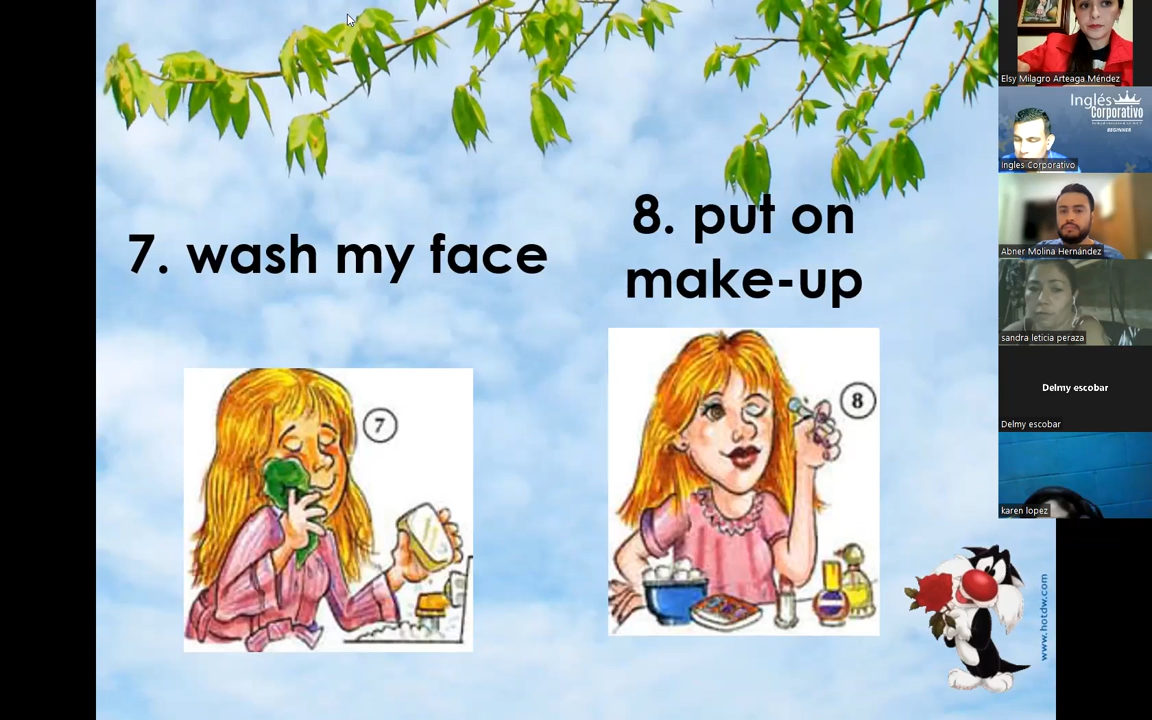 7. wash my face
8. put on
make-up
7
8
www.hotdw.com
Elsy Milagro Arteaga Méndez
Inglés
Corporativo
BEGINNER
Ingles Corporativo
Abner Molina Hernández
sandra leticia peraza
Delmy escobar
Delmy escobar
karen lopez